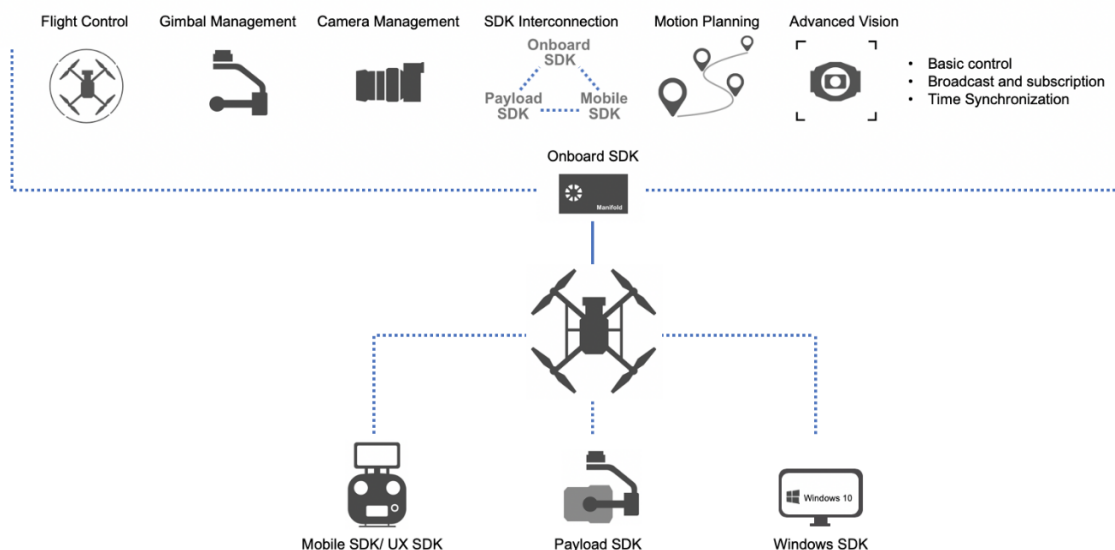 Flight Control
Gimbal Management
Camera Management
SDK Interconnection
Motion Planning
Advanced Vision
Onboard
SDK
Payload
SDK
Mobile
SDK
• Basic control
• Broadcast and subscription
• Time Synchronization
Onboard SDK
Manifold
Windows 10
Mobile SDK/ UX SDK
Payload SDK
Windows SDK